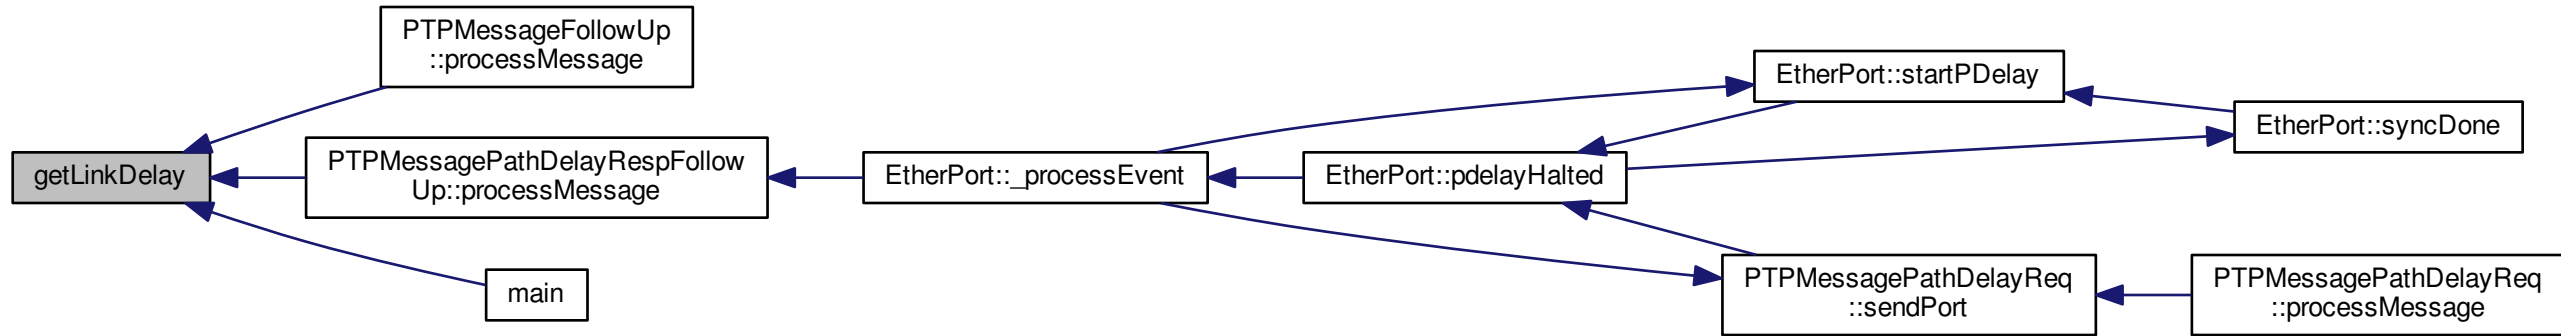 getLinkDelay
PTPMessageFollowUp
::processMessage
PTPMessagePathDelayRespFollow
Up::processMessage
main
EtherPort::_processEvent
EtherPort::pdelayHalted
EtherPort::startPDelay
EtherPort::syncDone
PTPMessagePathDelayReq
::sendPort
PTPMessagePathDelayReq
::processMessage